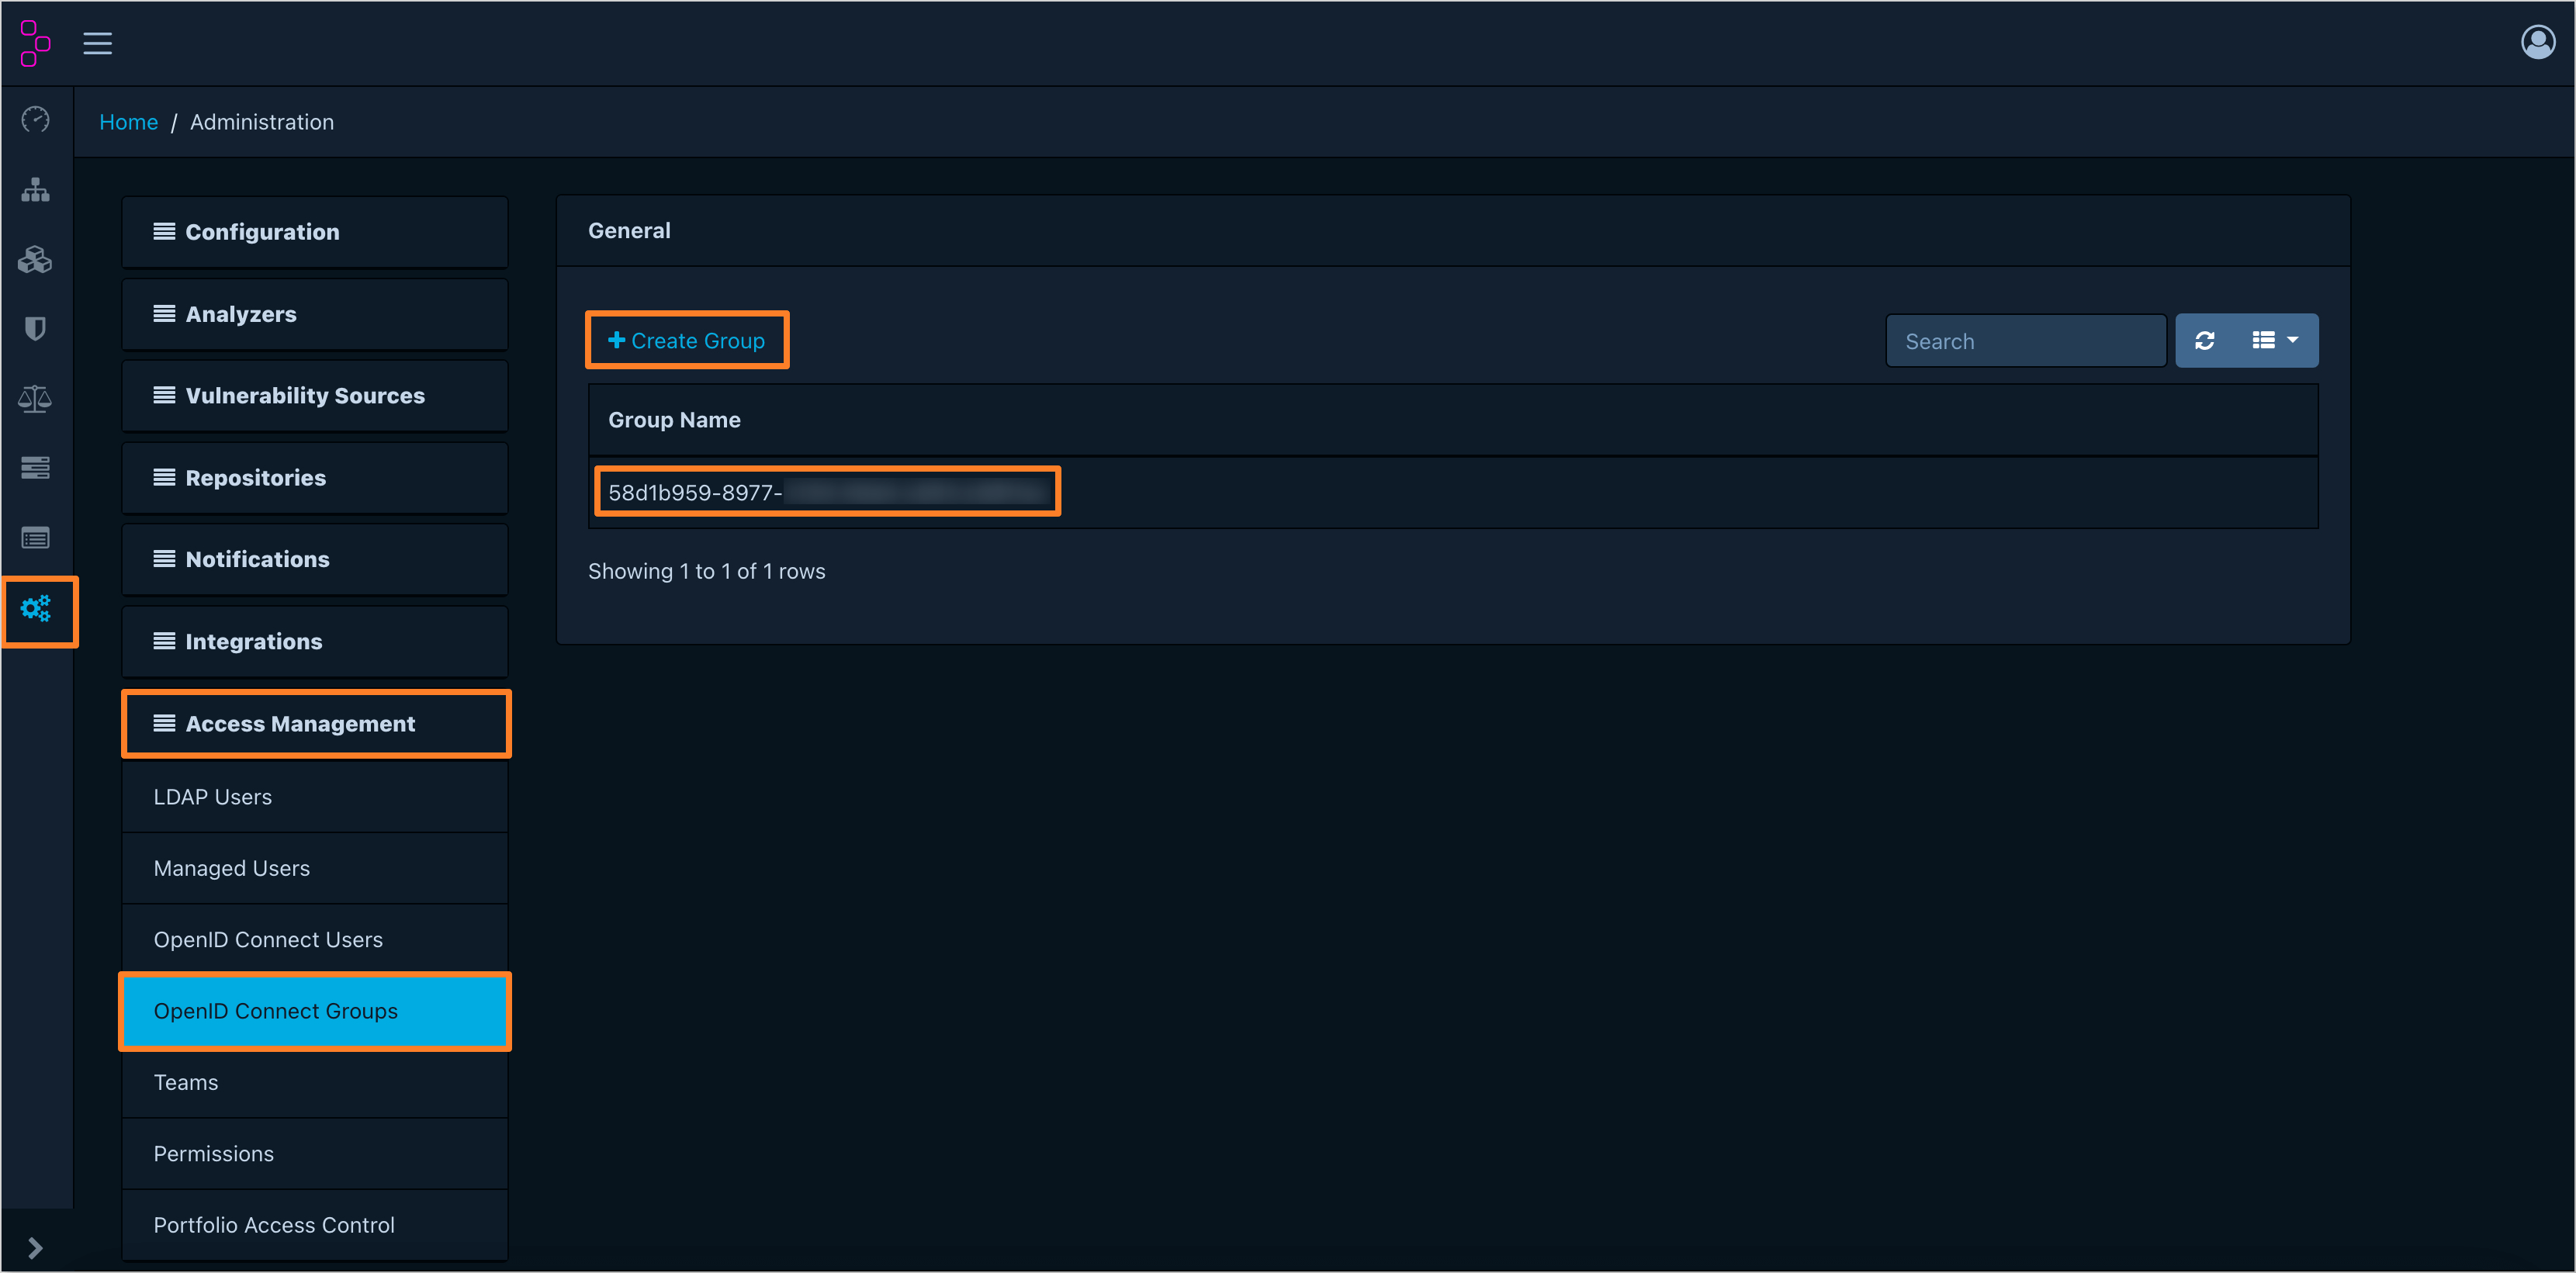 Home / Administration
Configuration
Analyzers
Vulnerability Sources
Repositories
Notifications
Integrations
Access Management
LDAP Users
Managed Users
OpenID Connect Users
OpenID Connect Groups
Teams
Permissions
Portfolio Access Control
General
Create Group
Search
Group Name
58d1b959-8977-
Showing 1 to 1 of 1 rows